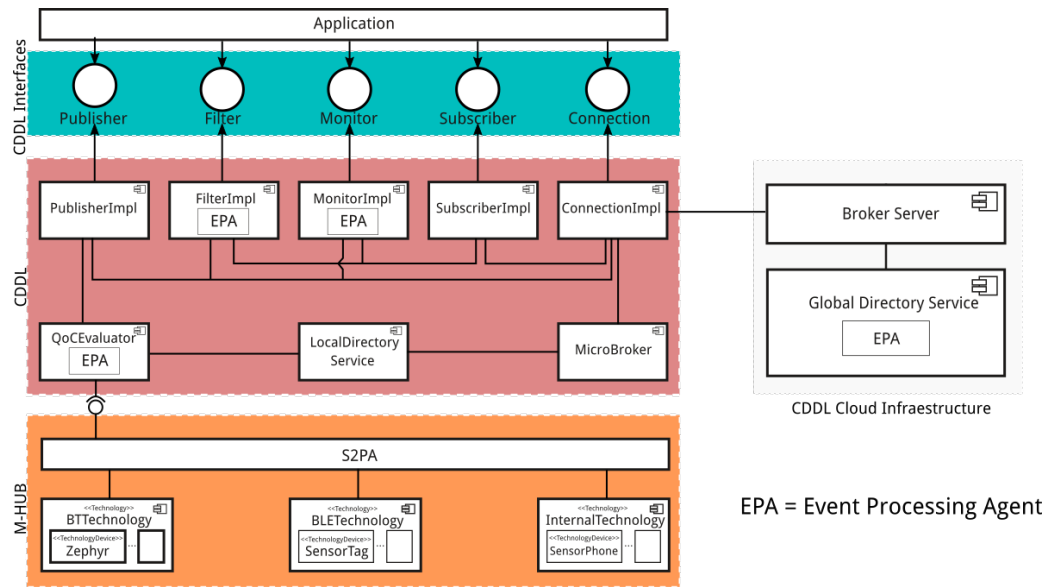 Application
CDDL Interfaces
Publisher
Filter
Monitor
Subscriber
Connection
CDDL
PublisherImpl
FilterImpl
EPA
MonitorImpl
EPA
SubscriberImpl
ConnectionImpl
Broker Server
Global Directory Service
EPA
CDDL Cloud Infraestructure
QoCEvaluator
EPA
LocalDirectory
Service
MicroBroker
M-HUB
S2PA
<<Technology>>
BTTechnology
<<TechnologyDevice>>
Zephyr
...
<<Technology>>
BLETechnology
<<TechnologyDevice>>
SensorTag
...
<<Technology>>
InternalTechnology
<<TechnologyDevice>>
SensorPhone
...
EPA = Event Processing Agent